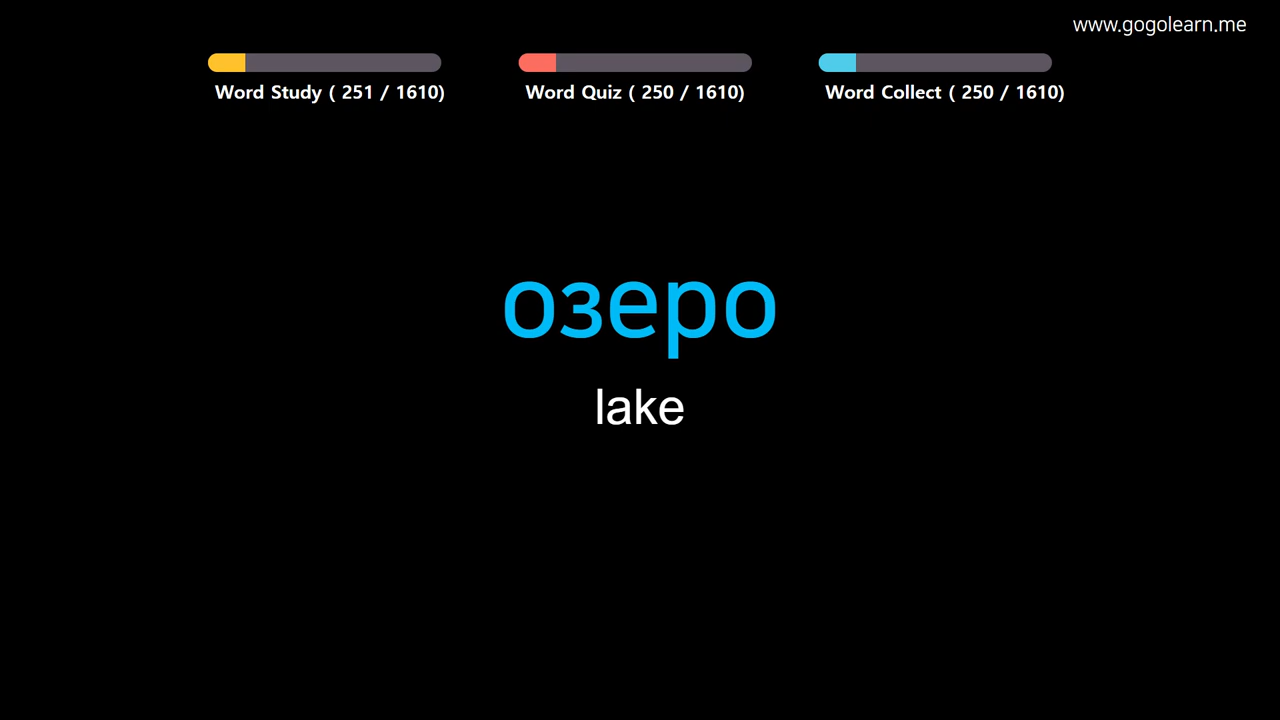 www.gogolearn.me
Word Study ( 251 / 1610)
Word Quiz ( 250 / 1610)
Word Collect ( 250 / 1610)
озеро
lake